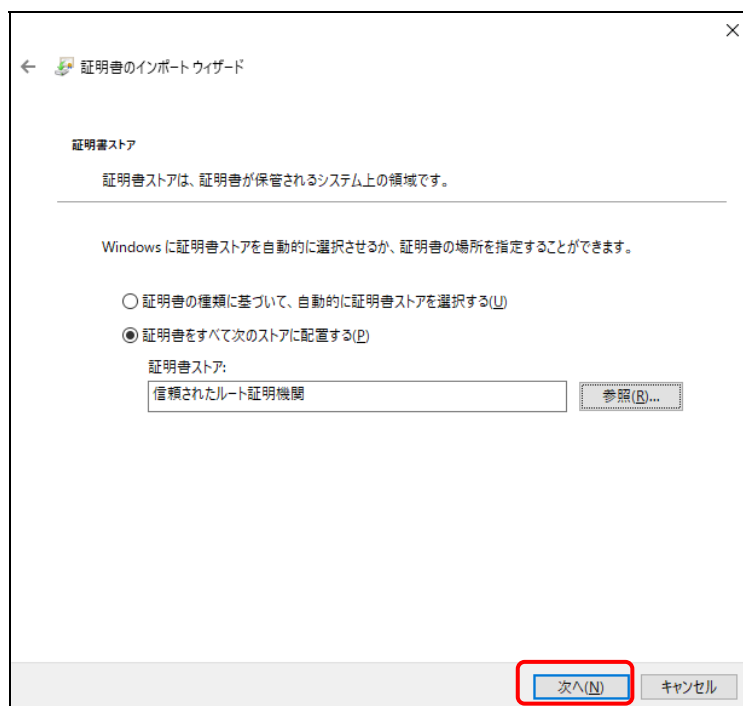 証明書のインポート ウィザード
証明書ストア
証明書ストアは、証明書が保管されるシステム上の領域です。
Windows に証明書ストアを自動的に選択させるか、証明書の場所を指定することができます。
証明書の種類に基づいて、自動的に証明書ストアを選択する(U)
証明書をすべて次のストアに配置する(P)
証明書ストア:
信頼されたルート証明機関
参照(R)...
次へ(N)
キャンセル